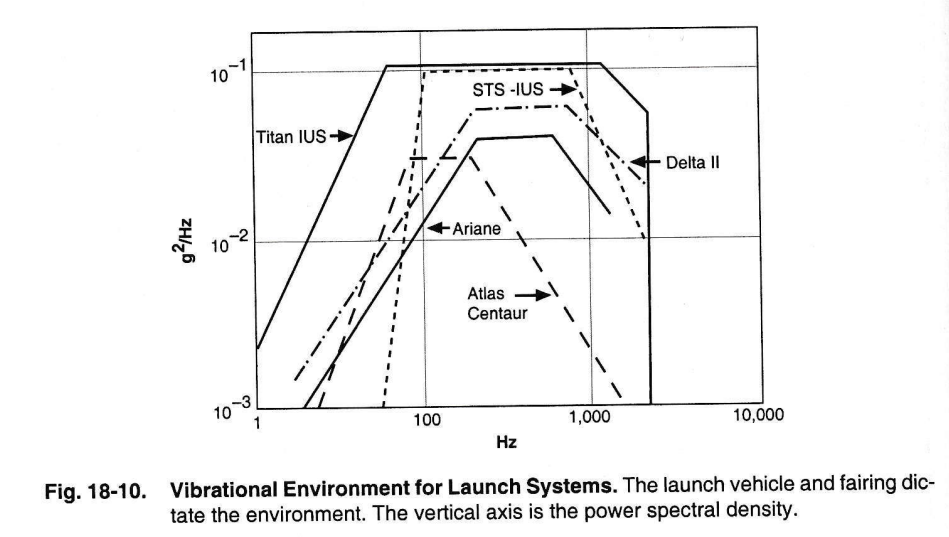 10⁻¹
STS -IUS
Titan IUS
Delta II
g²/Hz
10⁻²
Ariane
Atlas
Centaur
10⁻³
1
100
1,000
10,000
Hz
Fig. 18-10. Vibrational Environment for Launch Systems. The launch vehicle and fairing dic-
tate the environment. The vertical axis is the power spectral density.